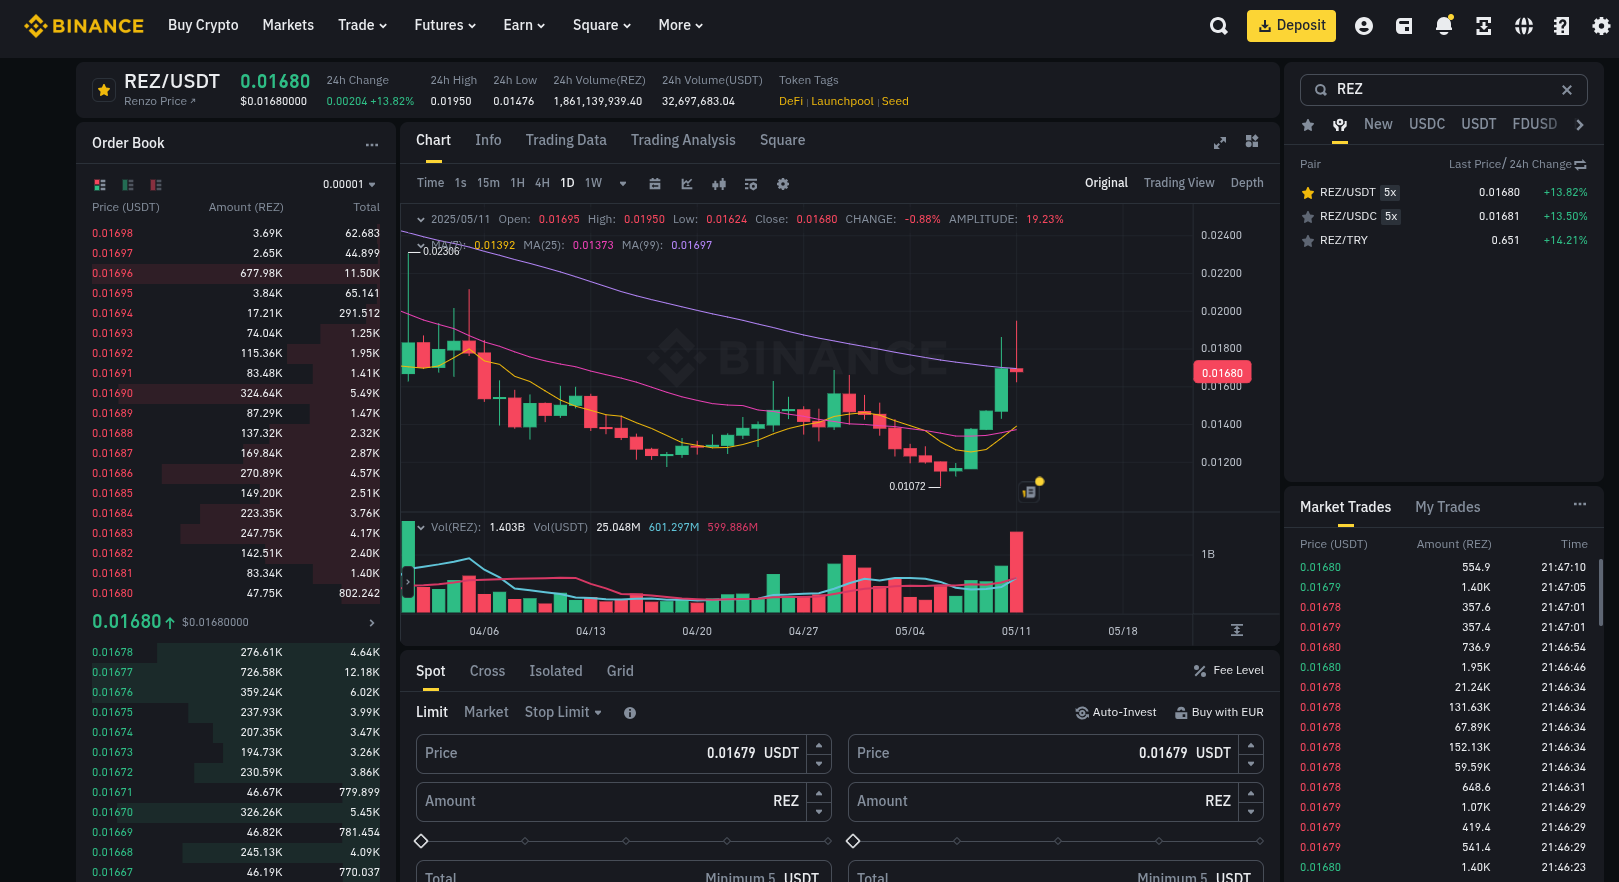 BINANCE Buy Crypto Markets Trade Futures Earn Square More Deposit
REZ/USDT
Renzo Price
0.01680
$0.01680000
24h Change
0.00204 +13.82%
24h High
0.01950
24h Low
0.01476
24h Volume(REZ)
1,861,139,939.40
24h Volume(USDT)
32,697,683.04
Token Tags
DeFi | Launchpool | Seed
Order Book
0.00001
Price (USDT) Amount (REZ) Total
0.01698 3.69K 62.683
0.01697 2.65K 44.899
0.01696 677.98K 11.50K
0.01695 3.84K 65.141
0.01694 17.21K 291.512
0.01693 74.04K 1.25K
0.01692 115.36K 1.95K
0.01691 83.48K 1.41K
0.01690 324.64K 5.49K
0.01689 87.29K 1.47K
0.01688 137.32K 2.32K
0.01687 169.84K 2.87K
0.01686 270.89K 4.57K
0.01685 149.20K 2.51K
0.01684 223.35K 3.76K
0.01683 247.75K 4.17K
0.01682 142.51K 2.40K
0.01681 83.34K 1.40K
0.01680 47.75K 802.242
0.01680 $0.01680000
0.01678 276.61K 4.64K
0.01677 726.58K 12.18K
0.01676 359.24K 6.02K
0.01675 237.93K 3.99K
0.01674 207.35K 3.47K
0.01673 194.73K 3.26K
0.01672 230.59K 3.86K
0.01671 46.67K 779.899
0.01670 326.26K 5.45K
0.01669 46.82K 781.454
0.01668 245.13K 4.09K
0.01667 46.19K 770.037
Chart Info Trading Data Trading Analysis Square
Time 1s 15m 1H 4H 1D 1W Original Trading View Depth
2025/05/11 Open: 0.01695 High: 0.01950 Low: 0.01624 Close: 0.01680 CHANGE: -0.88% AMPLITUDE: 19.23%
MA(7): 0.01392 MA(25): 0.01373 MA(99): 0.01697
0.02306
BINANCE
0.01072
0.02400
0.02200
0.02000
0.01800
0.01680
0.01600
0.01400
0.01200
Vol(REZ): 1.403B Vol(USDT) 25.048M 601.297M 599.886M
1B
04/06 04/13 04/20 04/27 05/04 05/11 05/18
Spot Cross Isolated Grid Fee Level
Limit Market Stop Limit Auto-Invest Buy with EUR
Price 0.01679 USDT Price 0.01679 USDT
Amount REZ Amount REZ
Total Minimum 5 USDT Total Minimum 5 USDT
REZ
New USDC USDT FDUSD
Pair Last Price/ 24h Change
REZ/USDT 5x 0.01680 +13.82%
REZ/USDC 5x 0.01681 +13.50%
REZ/TRY 0.651 +14.21%
Market Trades My Trades
Price (USDT) Amount (REZ) Time
0.01680 554.9 21:47:10
0.01679 1.40K 21:47:05
0.01678 357.6 21:47:01
0.01679 357.4 21:47:01
0.01680 736.9 21:46:54
0.01680 1.95K 21:46:46
0.01678 21.24K 21:46:34
0.01678 131.63K 21:46:34
0.01678 67.89K 21:46:34
0.01678 152.13K 21:46:34
0.01678 59.59K 21:46:34
0.01678 648.6 21:46:31
0.01679 1.07K 21:46:29
0.01679 419.4 21:46:29
0.01679 541.4 21:46:29
0.01680 1.40K 21:46:23